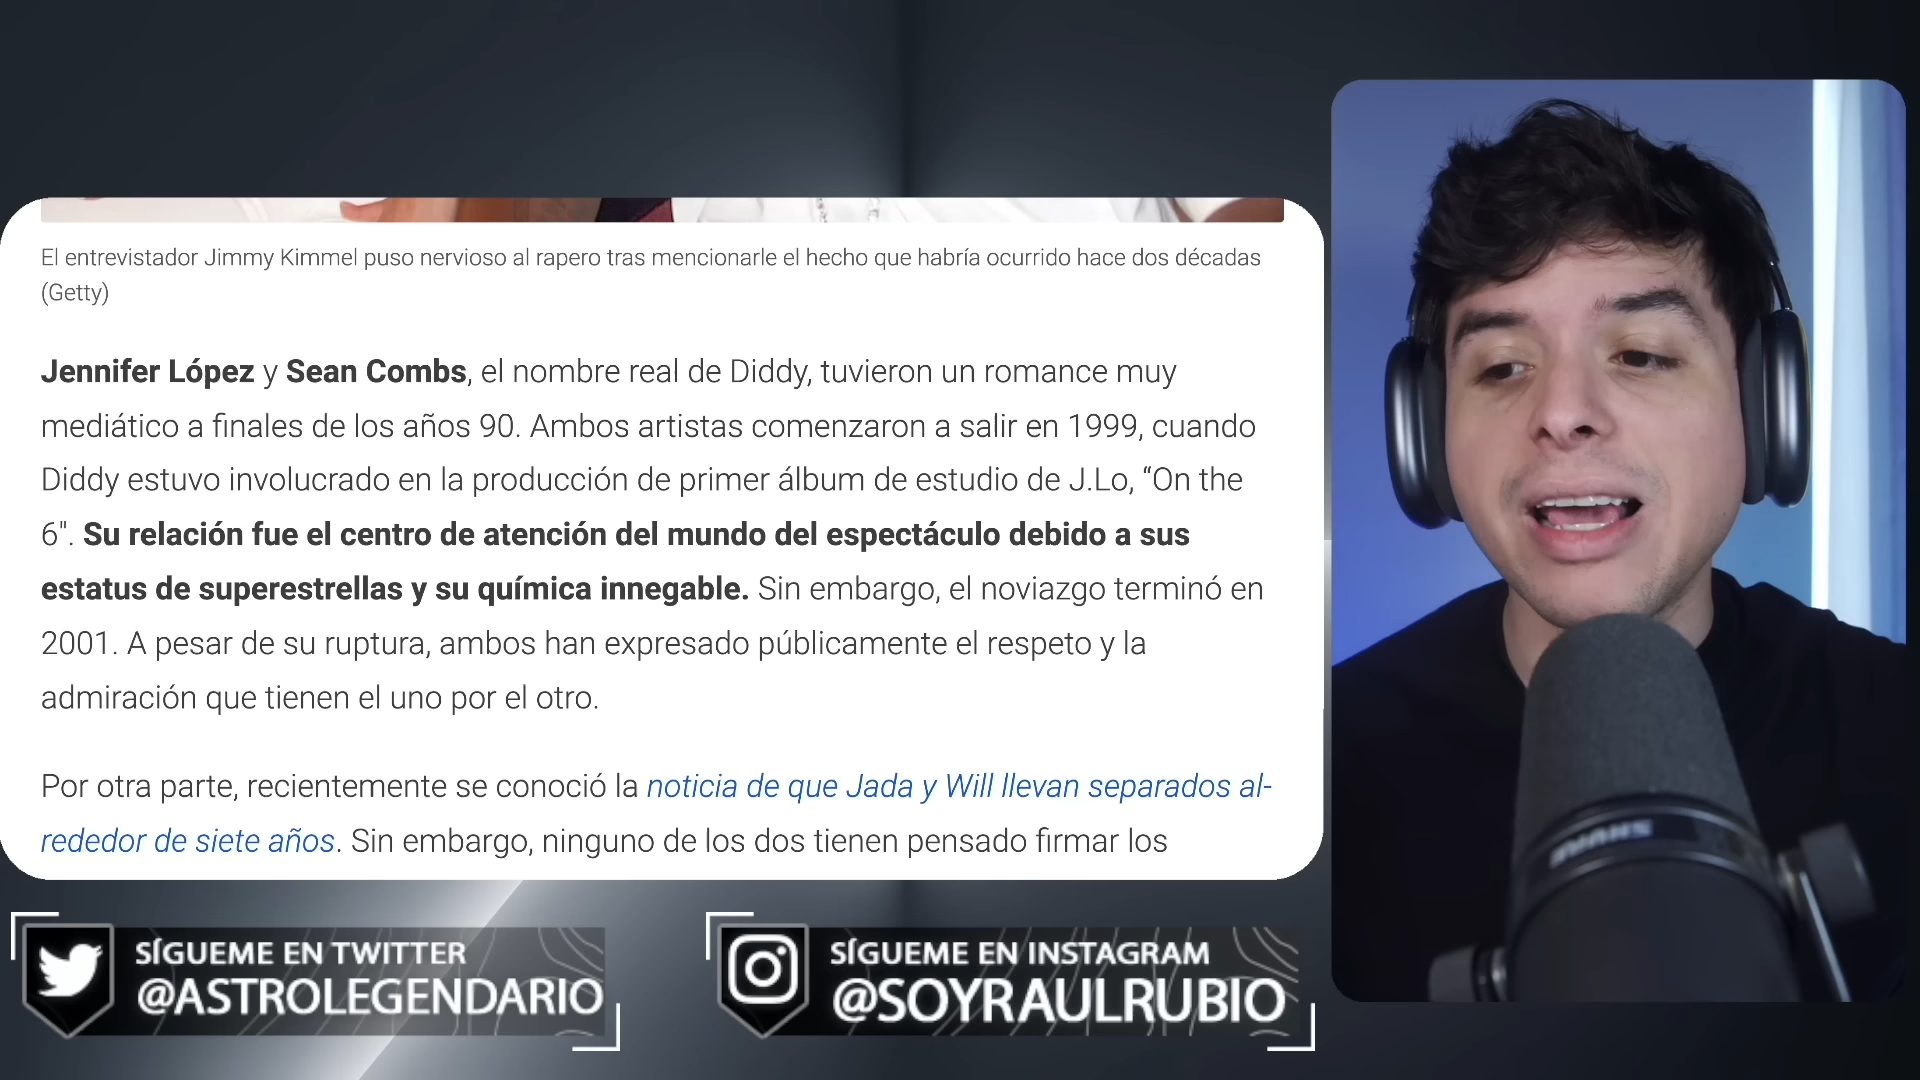 El entrevistador Jimmy Kimmel puso nervioso al rapero tras mencionarle el hecho que habría ocurrido hace dos décadas
(Getty)
Jennifer López y Sean Combs, el nombre real de Diddy, tuvieron un romance muy
mediático a finales de los años 90. Ambos artistas comenzaron a salir en 1999, cuando
Diddy estuvo involucrado en la producción de primer álbum de estudio de J.Lo, “On the
6". Su relación fue el centro de atención del mundo del espectáculo debido a sus
estatus de superestrellas y su química innegable. Sin embargo, el noviazgo terminó en
2001. A pesar de su ruptura, ambos han expresado públicamente el respeto y la
admiración que tienen el uno por el otro.
Por otra parte, recientemente se conoció la noticia de que Jada y Will llevan separados al-
rededor de siete años. Sin embargo, ninguno de los dos tienen pensado firmar los
SÍGUEME EN TWITTER
@ASTROLEGENDARIO
SÍGUEME EN INSTAGRAM
@SOYRAULRUBIO
SHURE